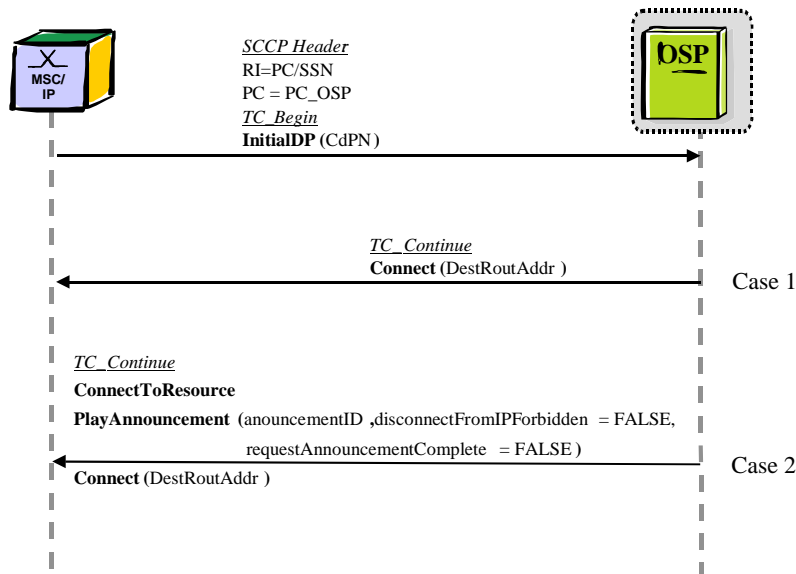 MSC/
IP
SCCP Header
RI=PC/SSN
PC = PC_OSP
TC_Begin
InitialDP (CdPN)
OSP
TC_Continue
Connect (DestRoutAddr )
Case 1
TC_Continue
ConnectToResource
PlayAnnouncement (anouncementID ,disconnectFromIPForbidden = FALSE,
requestAnnouncementComplete = FALSE )
Case 2
Connect (DestRoutAddr )